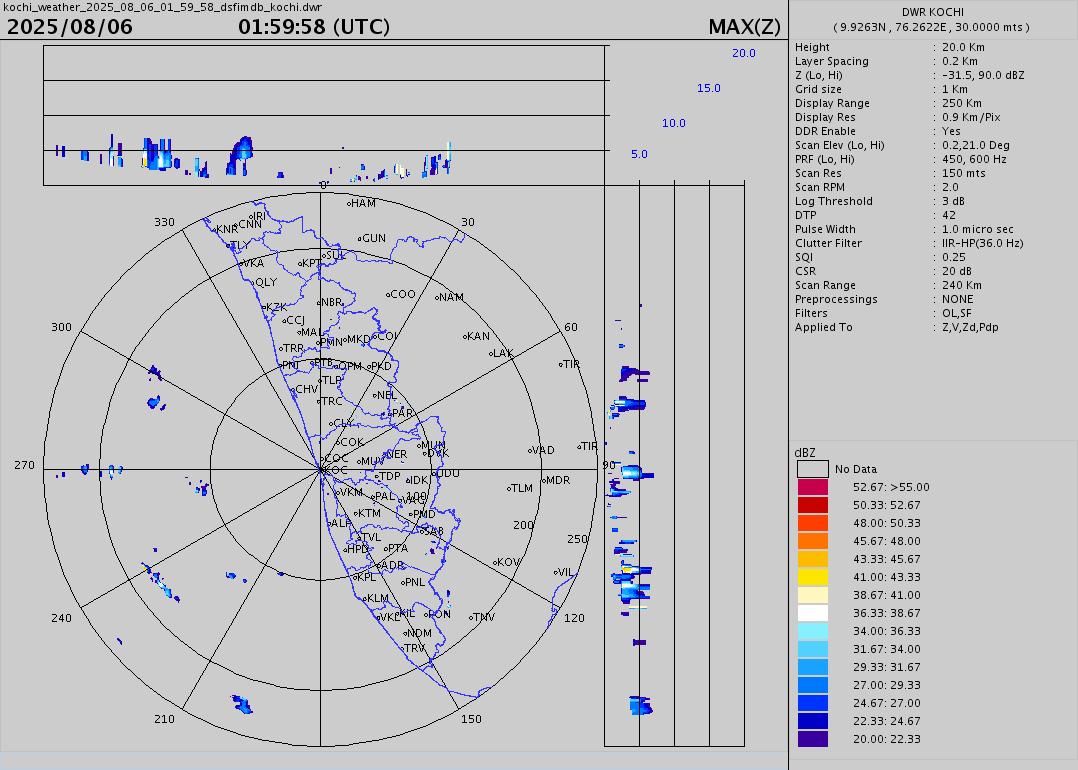 kochi_weather_2025_08_06_01_59_58_dsfimdb_kochi.dwr
2025/08/06 01:59:58 (UTC) MAX(Z)
20.0
15.0
10.0
5.0
DWR KOCHI
( 9.9263N , 76.2622E , 30.0000 mts )
Height : 20.0 Km
Layer Spacing : 0.2 Km
Z (Lo, Hi) : -31.5, 90.0 dBZ
Grid size : 1 Km
Display Range : 250 Km
Display Res : 0.9 Km/Pix
DDR Enable : Yes
Scan Elev (Lo, Hi) : 0.2,21.0 Deg
PRF (Lo, Hi) : 450, 600 Hz
Scan Res : 150 mts
Scan RPM : 2.0
Log Threshold : 3 dB
DTP : 42
Pulse Width : 1.0 micro sec
Clutter Filter : IIR-HP(36.0 Hz)
SQI : 0.25
CSR : 20 dB
Scan Range : 240 Km
Preprocessings : NONE
Filters : OL,SF
Applied To : Z,V,Zd,Pdp
0
HAM
330 IRI 30
KNR CNN
TLY GUN
VKA KPT SUL
QLY
COO NAM
KZK NBR
CCJ
300 MAL 60
PMN MKD COI KAN
TRR LAK
PNI PTB OPM PKD TIR
TLP
CHV NEL
TRC
PAR
CLY
COK MUN TIR
NER DVK VAD
COC MUV
270 KOC 90
TDP IDK UDU MDR
VKM PAL 100 TLM
VAG
KTM PMD
ALP 200
SAB
TVL 250
HPD PTA
ADR KOV
KPL PNL VIL
KLM
240 VKL KIL PON TNV 120
NDM
TRV
210 150
dBZ
No Data
52.67: >55.00
50.33: 52.67
48.00: 50.33
45.67: 48.00
43.33: 45.67
41.00: 43.33
38.67: 41.00
36.33: 38.67
34.00: 36.33
31.67: 34.00
29.33: 31.67
27.00: 29.33
24.67: 27.00
22.33: 24.67
20.00: 22.33